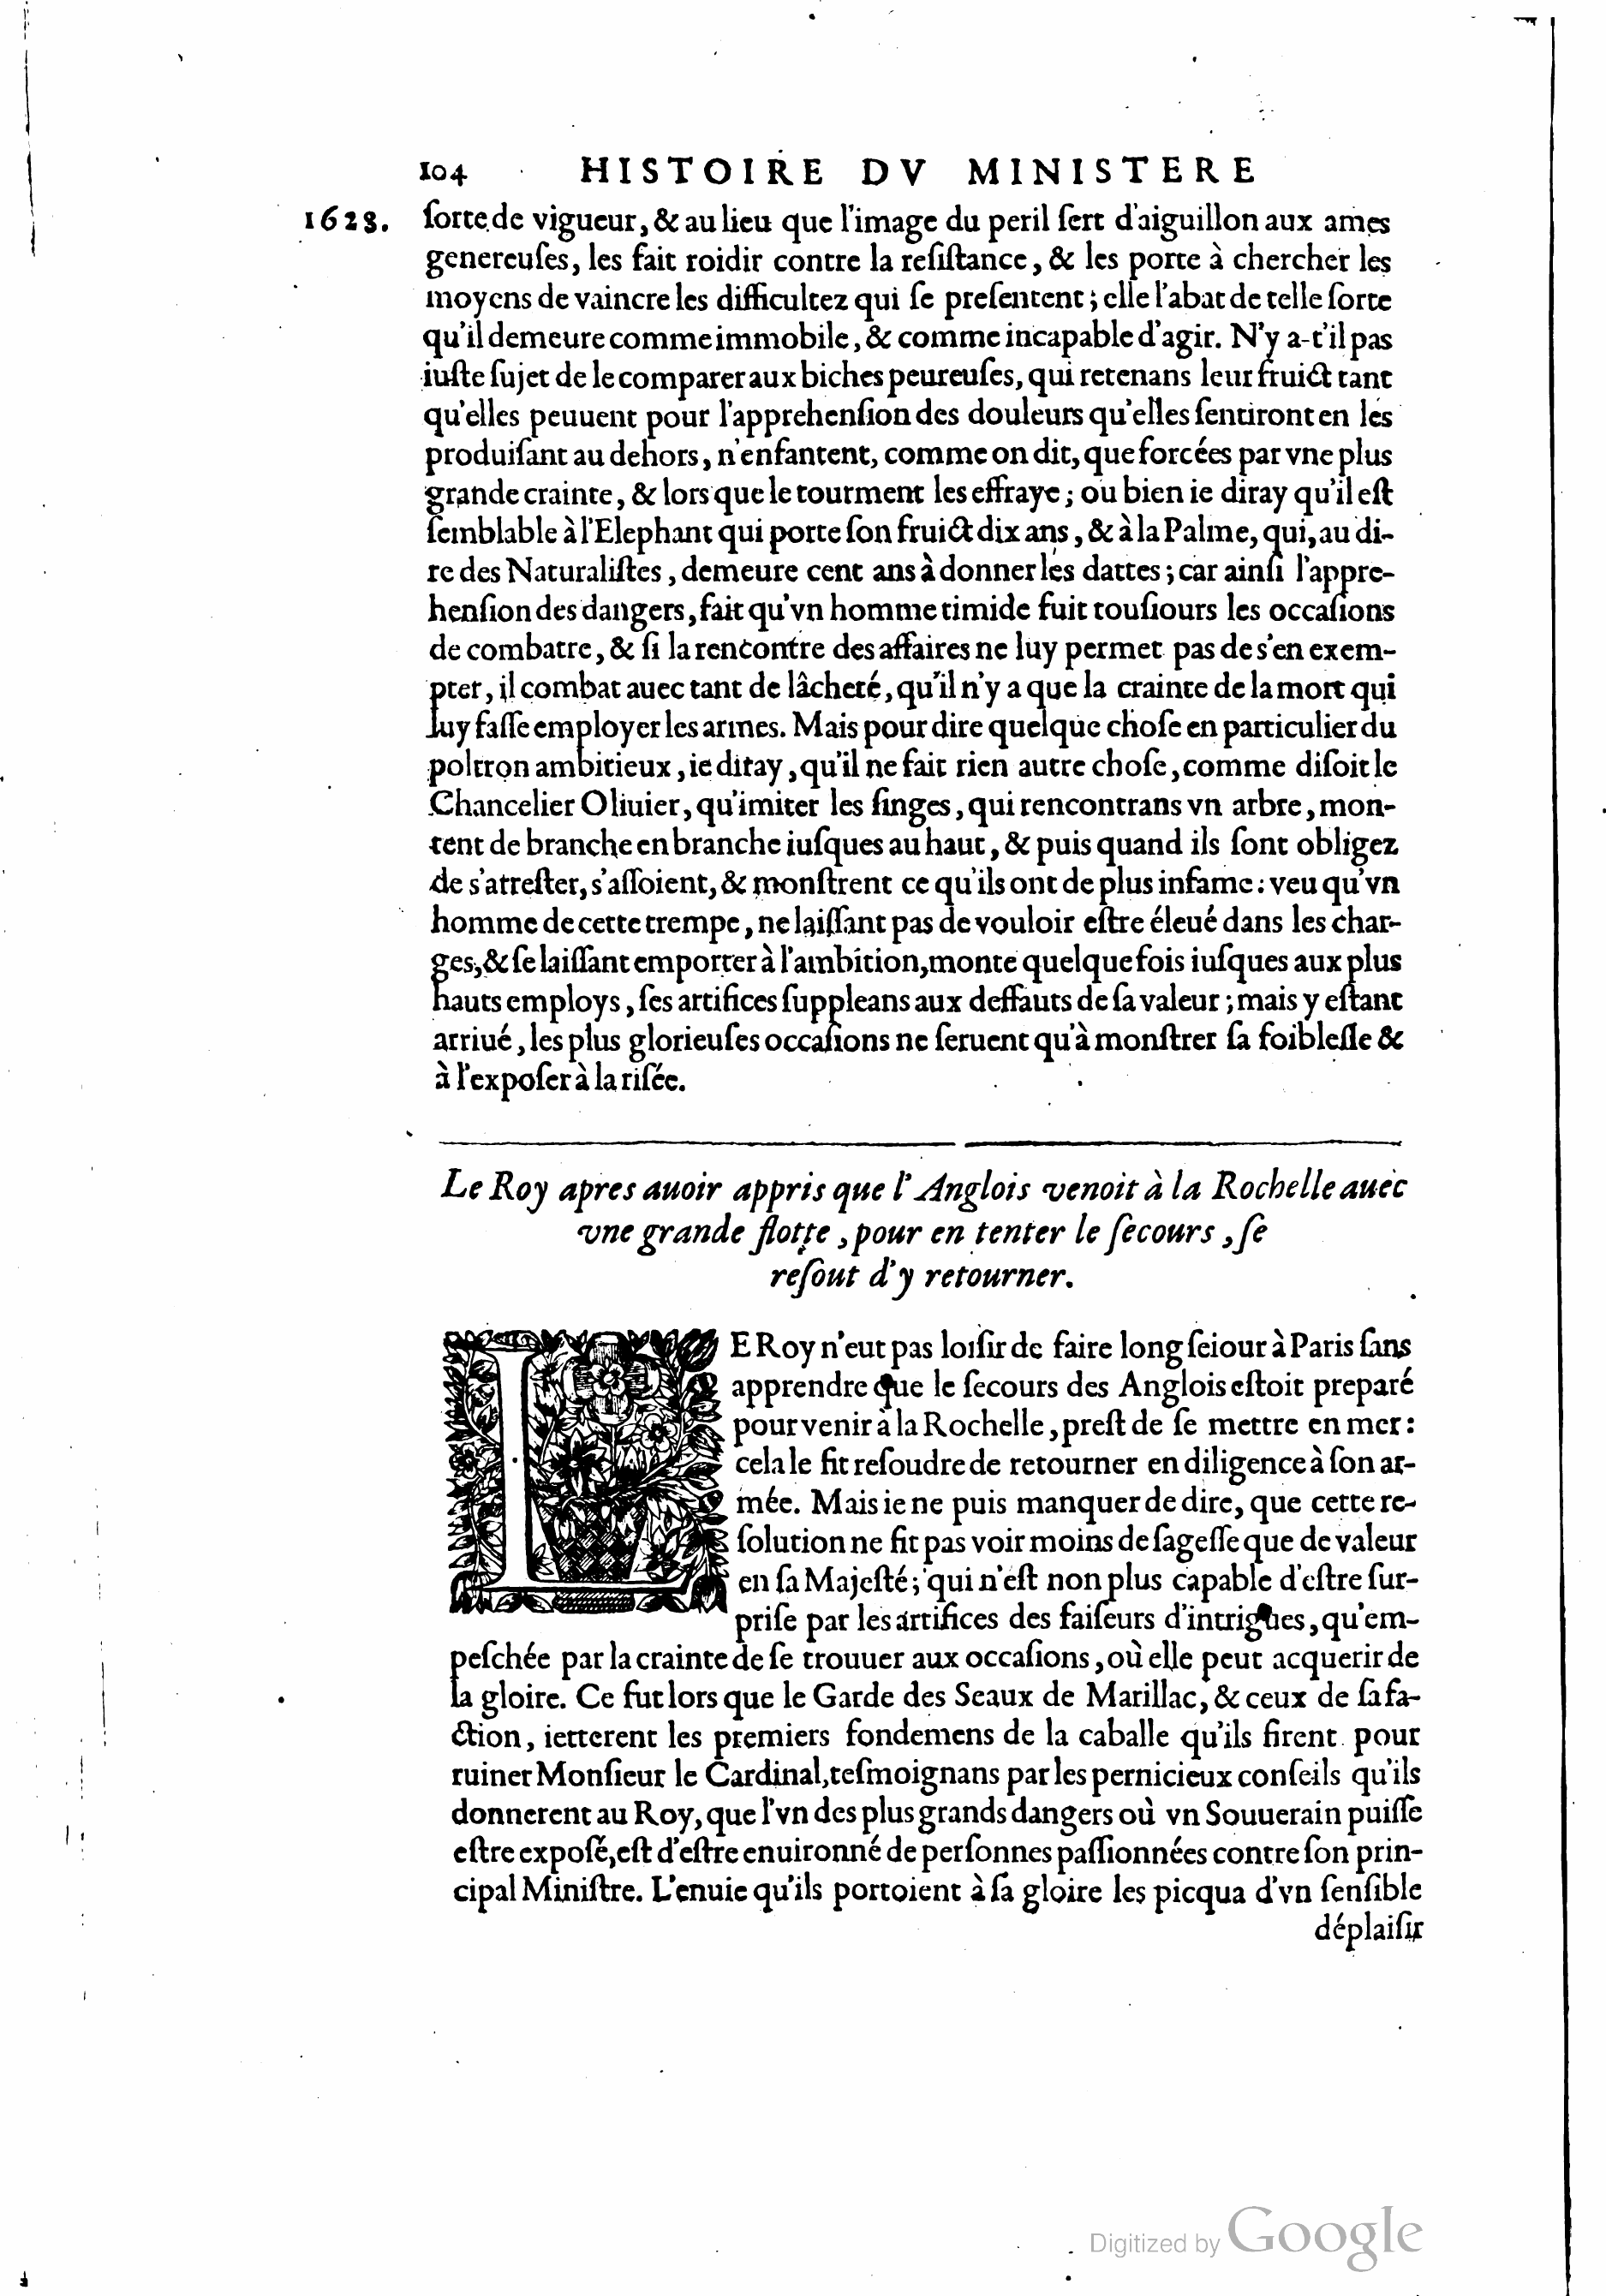 104 HISTOIRE DV MINISTERE
1628. ſorte de vigueur, & au lieu que l'image du peril ſert d'aiguillon aux ames
genereuſes, les fait roidir contre la reſiſtance, & les porte à chercher les
moyens de vaincre les difficultez qui ſe preſentent; elle l'abat de telle ſorte
qu'il demeure comme immobile, & comme incapable d'agir. N'y a-t'il pas
iuſte ſujet de le comparer aux biches peureuſes, qui retenans leur fruict tant
qu'elles peuuent pour l'apprehenſion des douleurs qu'elles ſentiront en les
produiſant au dehors, n'enfantent, comme on dit, que forcées par vne plus
grande crainte, & lors que le tourment les effraye; ou bien ie diray qu'il eſt
ſemblable à l'Elephant qui porte ſon fruict dix ans, & à la Palme, qui, au di-
re des Naturaliſtes, demeure cent ans à donner les dattes; car ainſi l'appre-
henſion des dangers, fait qu'vn homme timide fuit touſiours les occaſions
de combatre, & ſi la rencontre des affaires ne luy permet pas de s'en exem-
pter, il combat auec tant de lâcheté, qu'il n'y a que la crainte de la mort qui
luy faſſe employer les armes. Mais pour dire quelque choſe en particulier du
poltron ambitieux, ie diray, qu'il ne fait rien autre choſe, comme diſoit le
Chancelier Oliuier, qu'imiter les ſinges, qui rencontrans vn arbre, mon-
tent de branche en branche iuſques au haut, & puis quand ils ſont obligez
de s'arreſter, s'aſſoient, & monſtrent ce qu'ils ont de plus infame: veu qu'vn
homme de cette trempe, ne laiſſant pas de vouloir eſtre éleué dans les char-
ges, & ſe laiſſant emporter à l'ambition, monte quelque fois iuſques aux plus
hauts employs, ſes artifices ſuppleans aux deffauts de ſa valeur; mais y eſtant
arriué, les plus glorieuſes occaſions ne ſeruent qu'à monſtrer ſa foibleſſe &
à l'expoſer à la riſée.
Le Roy apres auoir appris que l'Anglois venoit à la Rochelle auec
vne grande flotte, pour en tenter le ſecours, ſe
reſout d'y retourner.
LE Roy n'eut pas loiſir de faire long ſeiour à Paris ſans
apprendre que le ſecours des Anglois eſtoit preparé
pour venir à la Rochelle, preſt de ſe mettre en mer:
cela le fit reſoudre de retourner en diligence à ſon ar-
mée. Mais ie ne puis manquer de dire, que cette re-
ſolution ne fit pas voir moins de ſageſſe que de valeur
en ſa Majeſté; qui n'eſt non plus capable d'eſtre ſur-
priſe par les artifices des faiſeurs d'intrigues, qu'em-
peſchée par la crainte de ſe trouuer aux occaſions, où elle peut acquerir de
la gloire. Ce fut lors que le Garde des Seaux de Marillac, & ceux de ſa fa-
ction, ietterent les premiers fondemens de la caballe qu'ils firent pour
ruiner Monſieur le Cardinal, teſmoignans par les pernicieux conſeils qu'ils
donnerent au Roy, que l'vn des plus grands dangers où vn Souuerain puiſſe
eſtre expoſé, eſt d'eſtre enuironné de perſonnes paſſionnées contre ſon prin-
cipal Miniſtre. L'enuie qu'ils portoient à ſa gloire les picqua d'vn ſenſible
déplaiſir
Digitized by Google